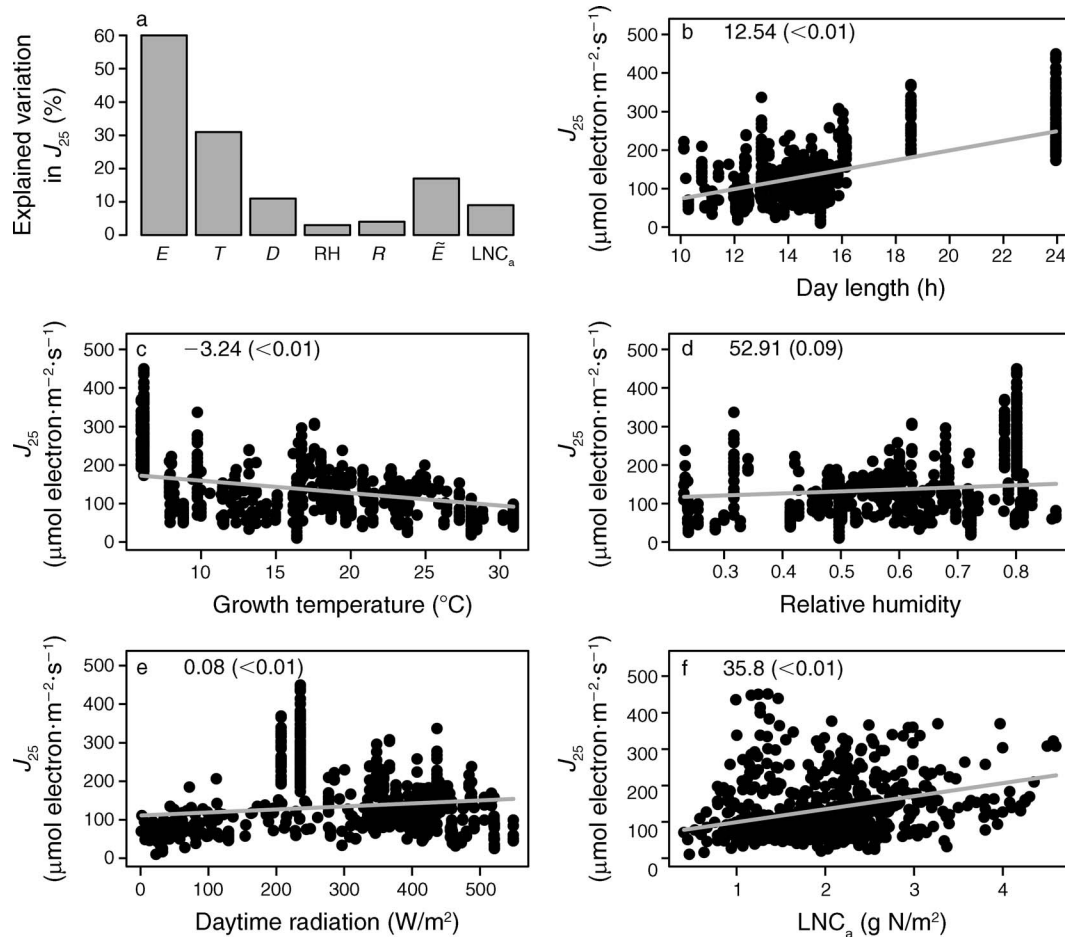 a
Explained variation
in J₂₅ (%)
60
50
40
30
20
10
0
E T D RH R Ẽ LNCₐ
b 12.54 (<0.01)
J₂₅
(μmol electron·m⁻²·s⁻¹)
500
400
300
200
100
0
10 12 14 16 18 20 22 24
Day length (h)
c −3.24 (<0.01)
J₂₅
(μmol electron·m⁻²·s⁻¹)
500
400
300
200
100
0
10 15 20 25 30
Growth temperature (°C)
d 52.91 (0.09)
J₂₅
(μmol electron·m⁻²·s⁻¹)
500
400
300
200
100
0
0.3 0.4 0.5 0.6 0.7 0.8
Relative humidity
e 0.08 (<0.01)
J₂₅
(μmol electron·m⁻²·s⁻¹)
500
400
300
200
100
0
0 100 200 300 400 500
Daytime radiation (W/m²)
f 35.8 (<0.01)
J₂₅
(μmol electron·m⁻²·s⁻¹)
500
400
300
200
100
0
1 2 3 4
LNCₐ (g N/m²)